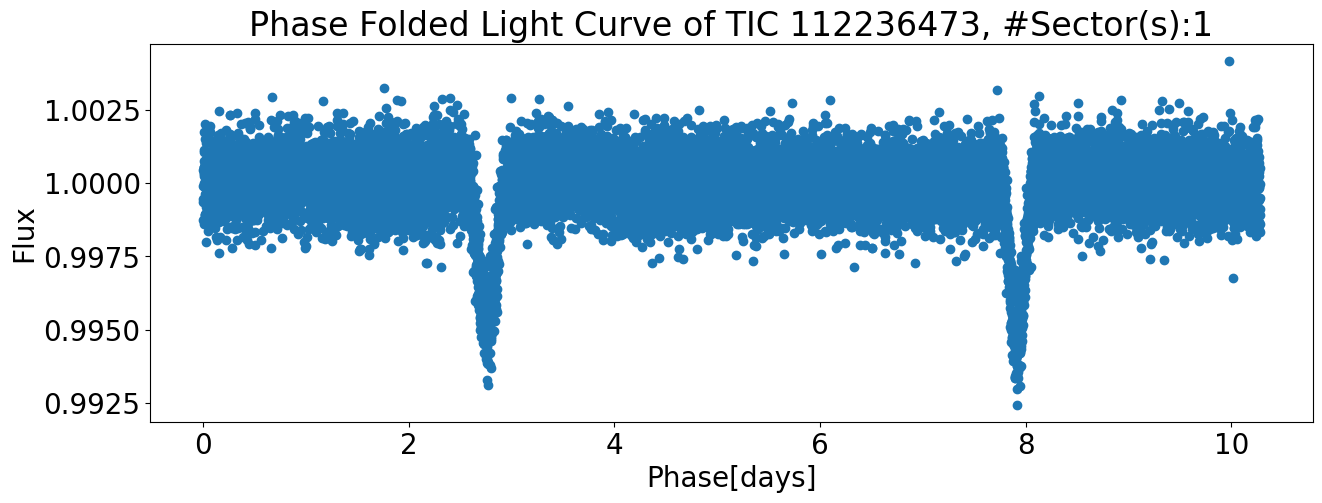 Phase Folded Light Curve of TIC 112236473, #Sector(s):1
1.0025
1.0000
0.9975
0.9950
0.9925
Flux
0 2 4 6 8 10
Phase[days]